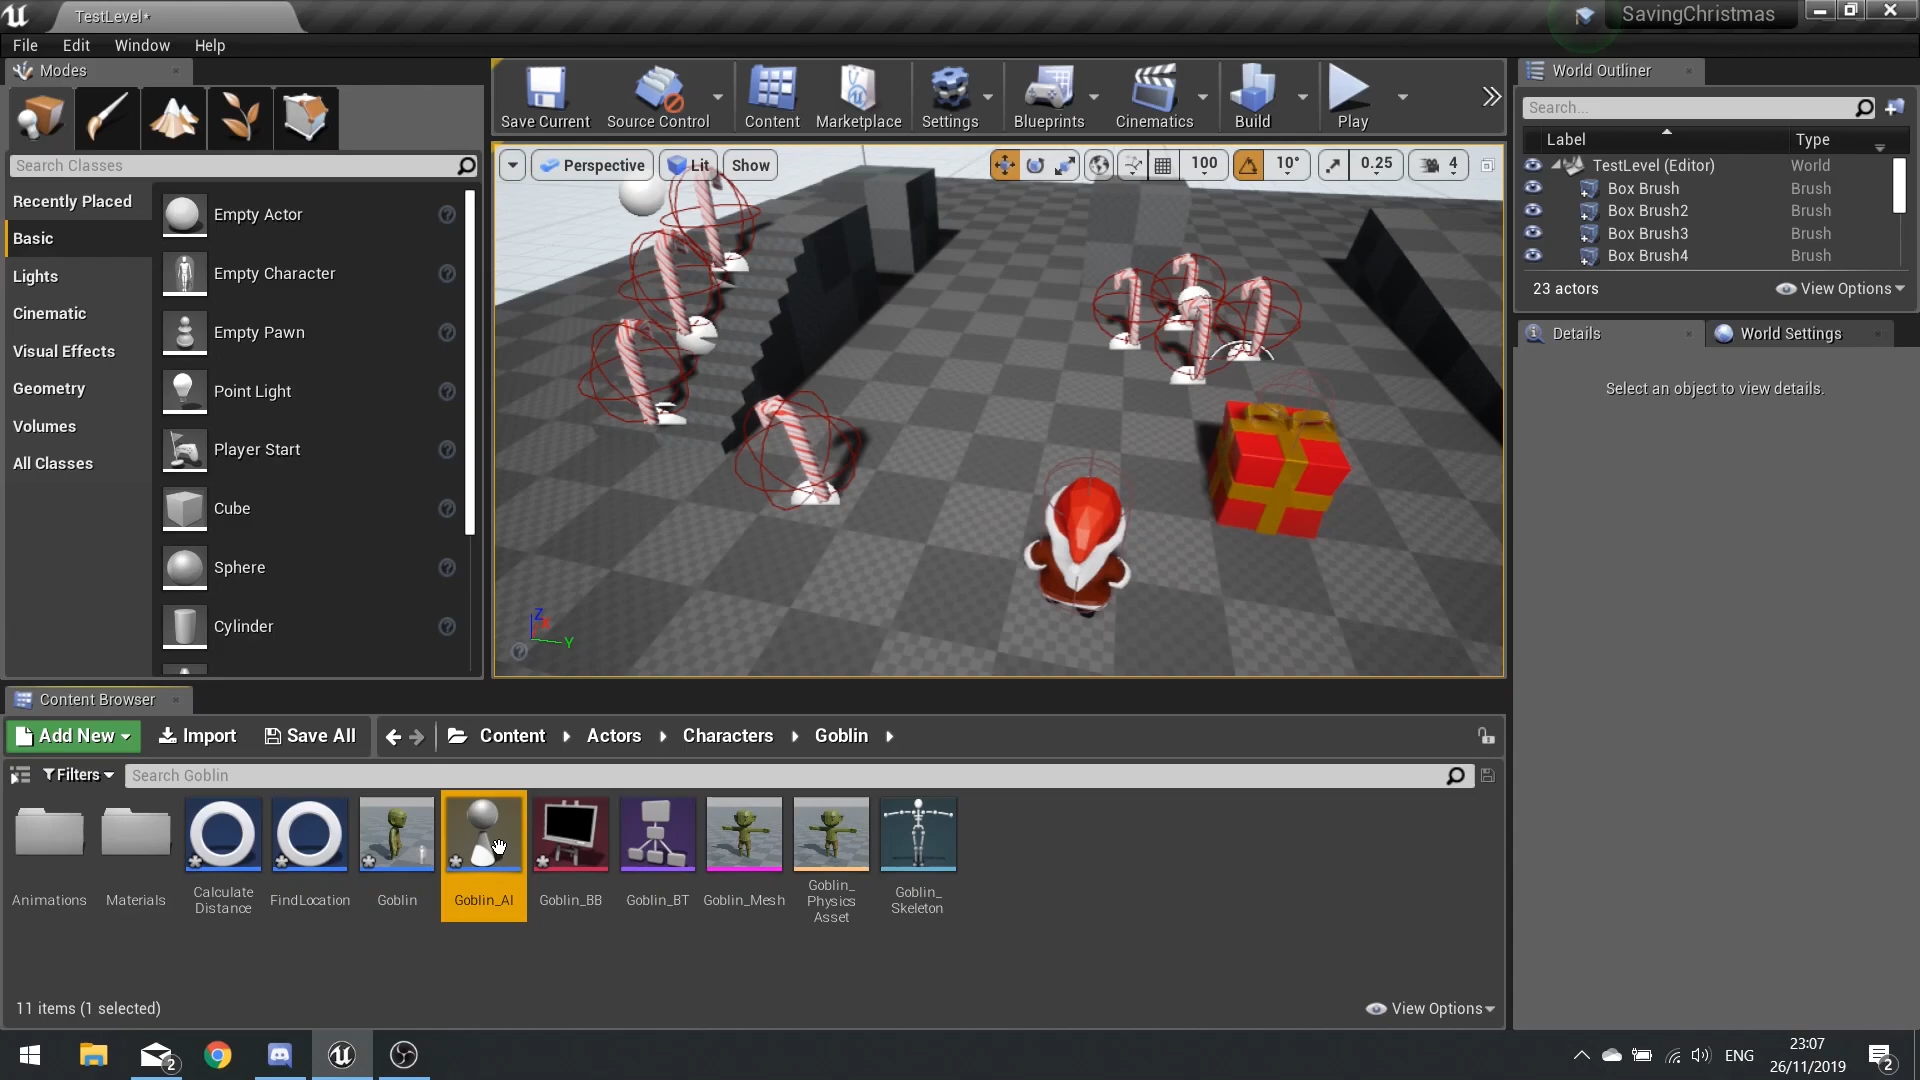 TestLevel*
SavingChristmas
File
Edit
Window
Help
Modes
Search Classes
Recently Placed
Basic
Lights
Cinematic
Visual Effects
Geometry
Volumes
All Classes
Empty Actor
Empty Character
Empty Pawn
Point Light
Player Start
Cube
Sphere
Cylinder
Save Current
Source Control
Content
Marketplace
Settings
Blueprints
Cinematics
Build
Play
Perspective
Lit
Show
100
10°
0.25
4
Z
X
Y
World Outliner
Search...
Label
Type
TestLevel (Editor)
World
Box Brush
Brush
Box Brush2
Brush
Box Brush3
Brush
Box Brush4
Brush
23 actors
View Options
Details
World Settings
Select an object to view details.
Content Browser
Add New
Import
Save All
Content
Actors
Characters
Goblin
Filters
Search Goblin
Animations
Materials
Calculate
Distance
FindLocation
Goblin
Goblin_AI
Goblin_BB
Goblin_BT
Goblin_Mesh
Goblin_
Physics
Asset
Goblin_
Skeleton
11 items (1 selected)
View Options
2
ENG
23:07
26/11/2019
2